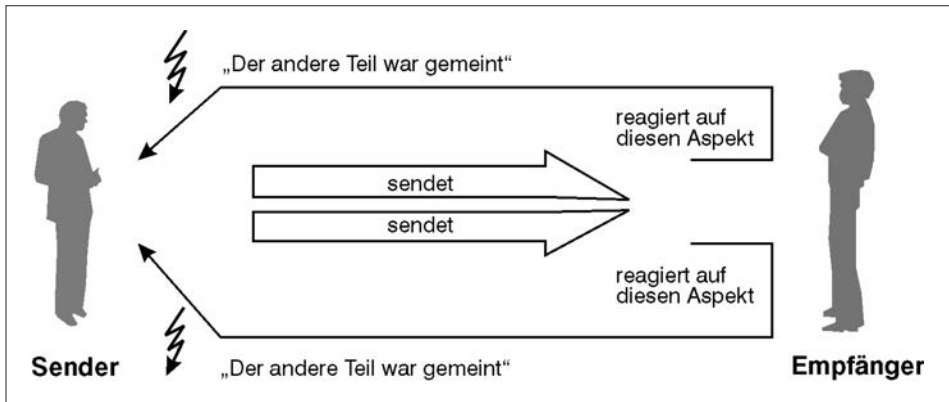 „Der andere Teil war gemeint“
reagiert auf
diesen Aspekt
sendet
sendet
reagiert auf
diesen Aspekt
Sender
„Der andere Teil war gemeint“
Empfänger